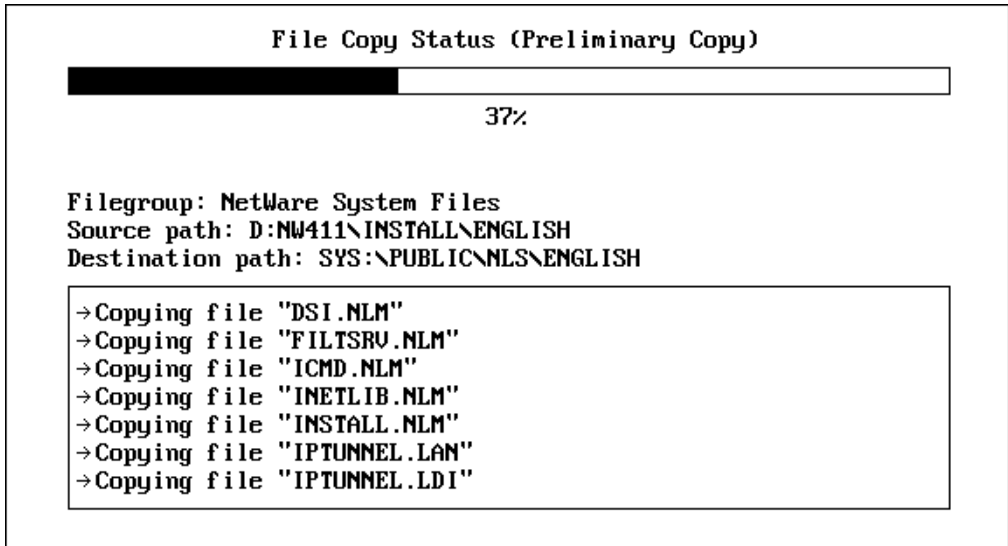 File Copy Status (Preliminary Copy)
37%
Filegroup: NetWare System Files
Source path: D:NW411\INSTALL\ENGLISH
Destination path: SYS:\PUBLIC\NLS\ENGLISH
→Copying file "DSI.NLM"
→Copying file "FILTSRV.NLM"
→Copying file "ICMD.NLM"
→Copying file "INETLIB.NLM"
→Copying file "INSTALL.NLM"
→Copying file "IPTUNNEL.LAN"
→Copying file "IPTUNNEL.LDI"